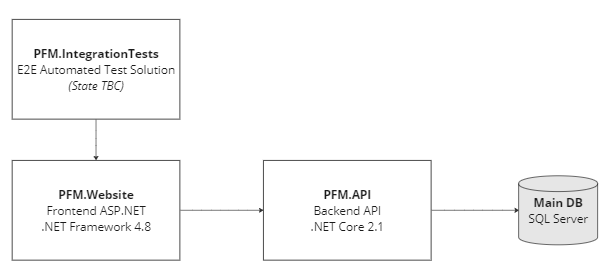 PFM.IntegrationTests
E2E Automated Test Solution
(State TBC)
PFM.Website
Frontend ASP.NET
.NET Framework 4.8
PFM.API
Backend API
.NET Core 2.1
Main DB
SQL Server